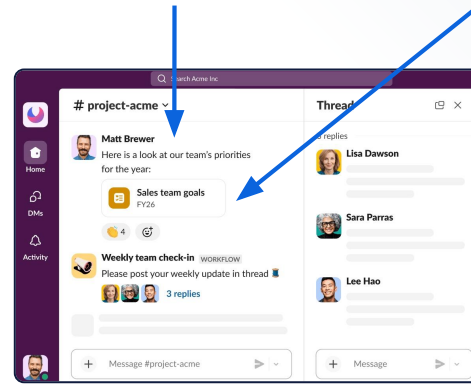 Search Acme Inc
# project-acme
Thread
3 replies
Home
DMs
Activity
Matt Brewer
Here is a look at our team's priorities
for the year:
Sales team goals
FY26
4
Weekly team check-in WORKFLOW
Please post your weekly update in thread
3 replies
Message #project-acme
Lisa Dawson
Sara Parras
Lee Hao
Message